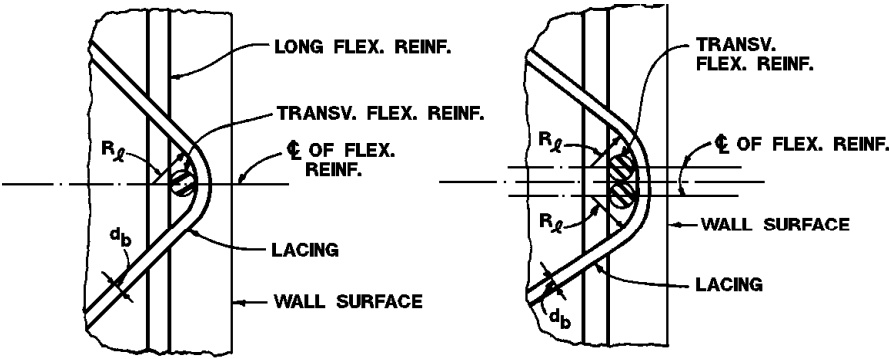 LONG FLEX. REINF.
TRANSV. FLEX. REINF.
Rℓ
℄ OF FLEX.
REINF.
db
LACING
WALL SURFACE
TRANSV.
FLEX. REINF.
Rℓ
℄ OF FLEX. REINF.
Rℓ
WALL SURFACE
LACING
db